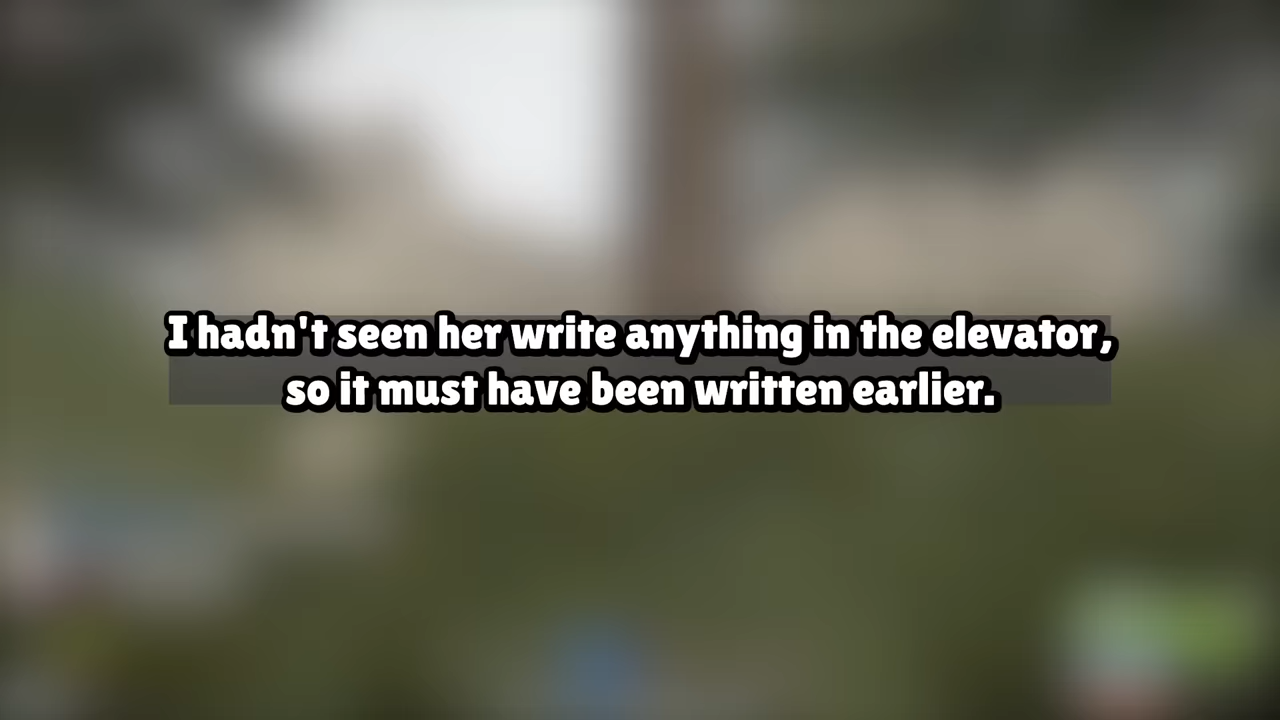 I hadn't seen her write anything in the elevator,
so it must have been written earlier.